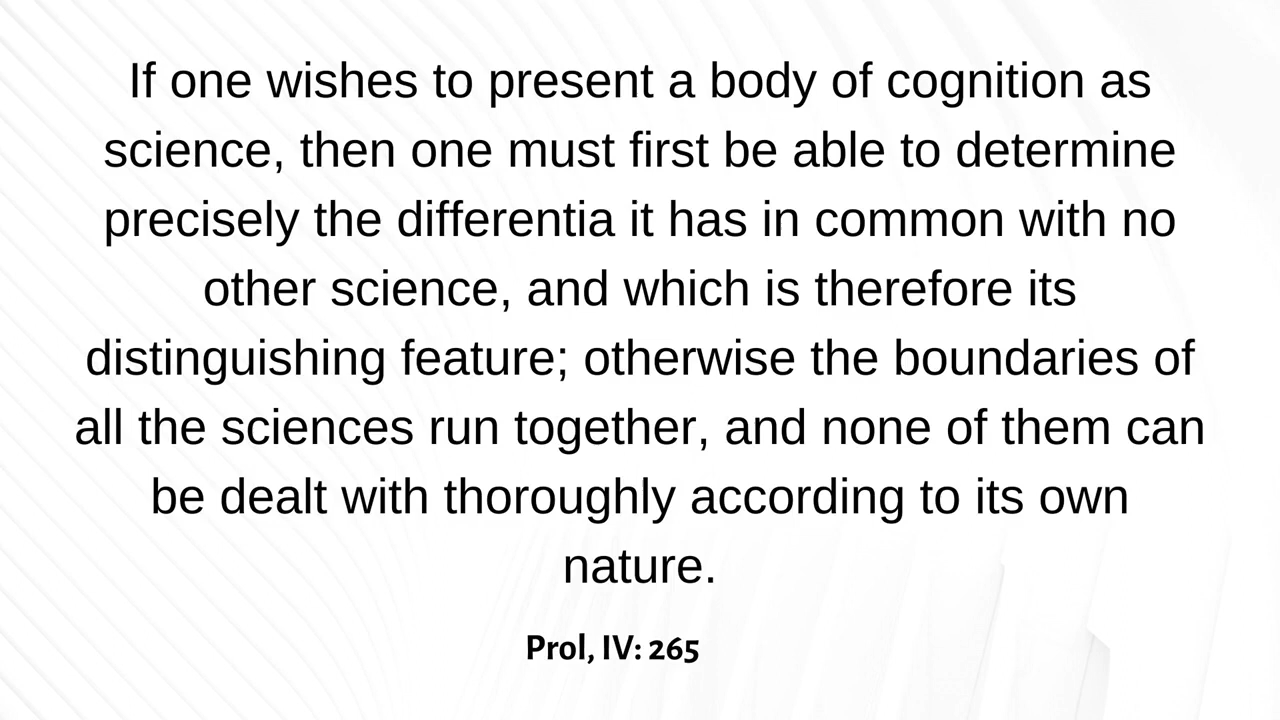 If one wishes to present a body of cognition as
science, then one must first be able to determine
precisely the differentia it has in common with no
other science, and which is therefore its
distinguishing feature; otherwise the boundaries of
all the sciences run together, and none of them can
be dealt with thoroughly according to its own
nature.
Prol, IV: 265